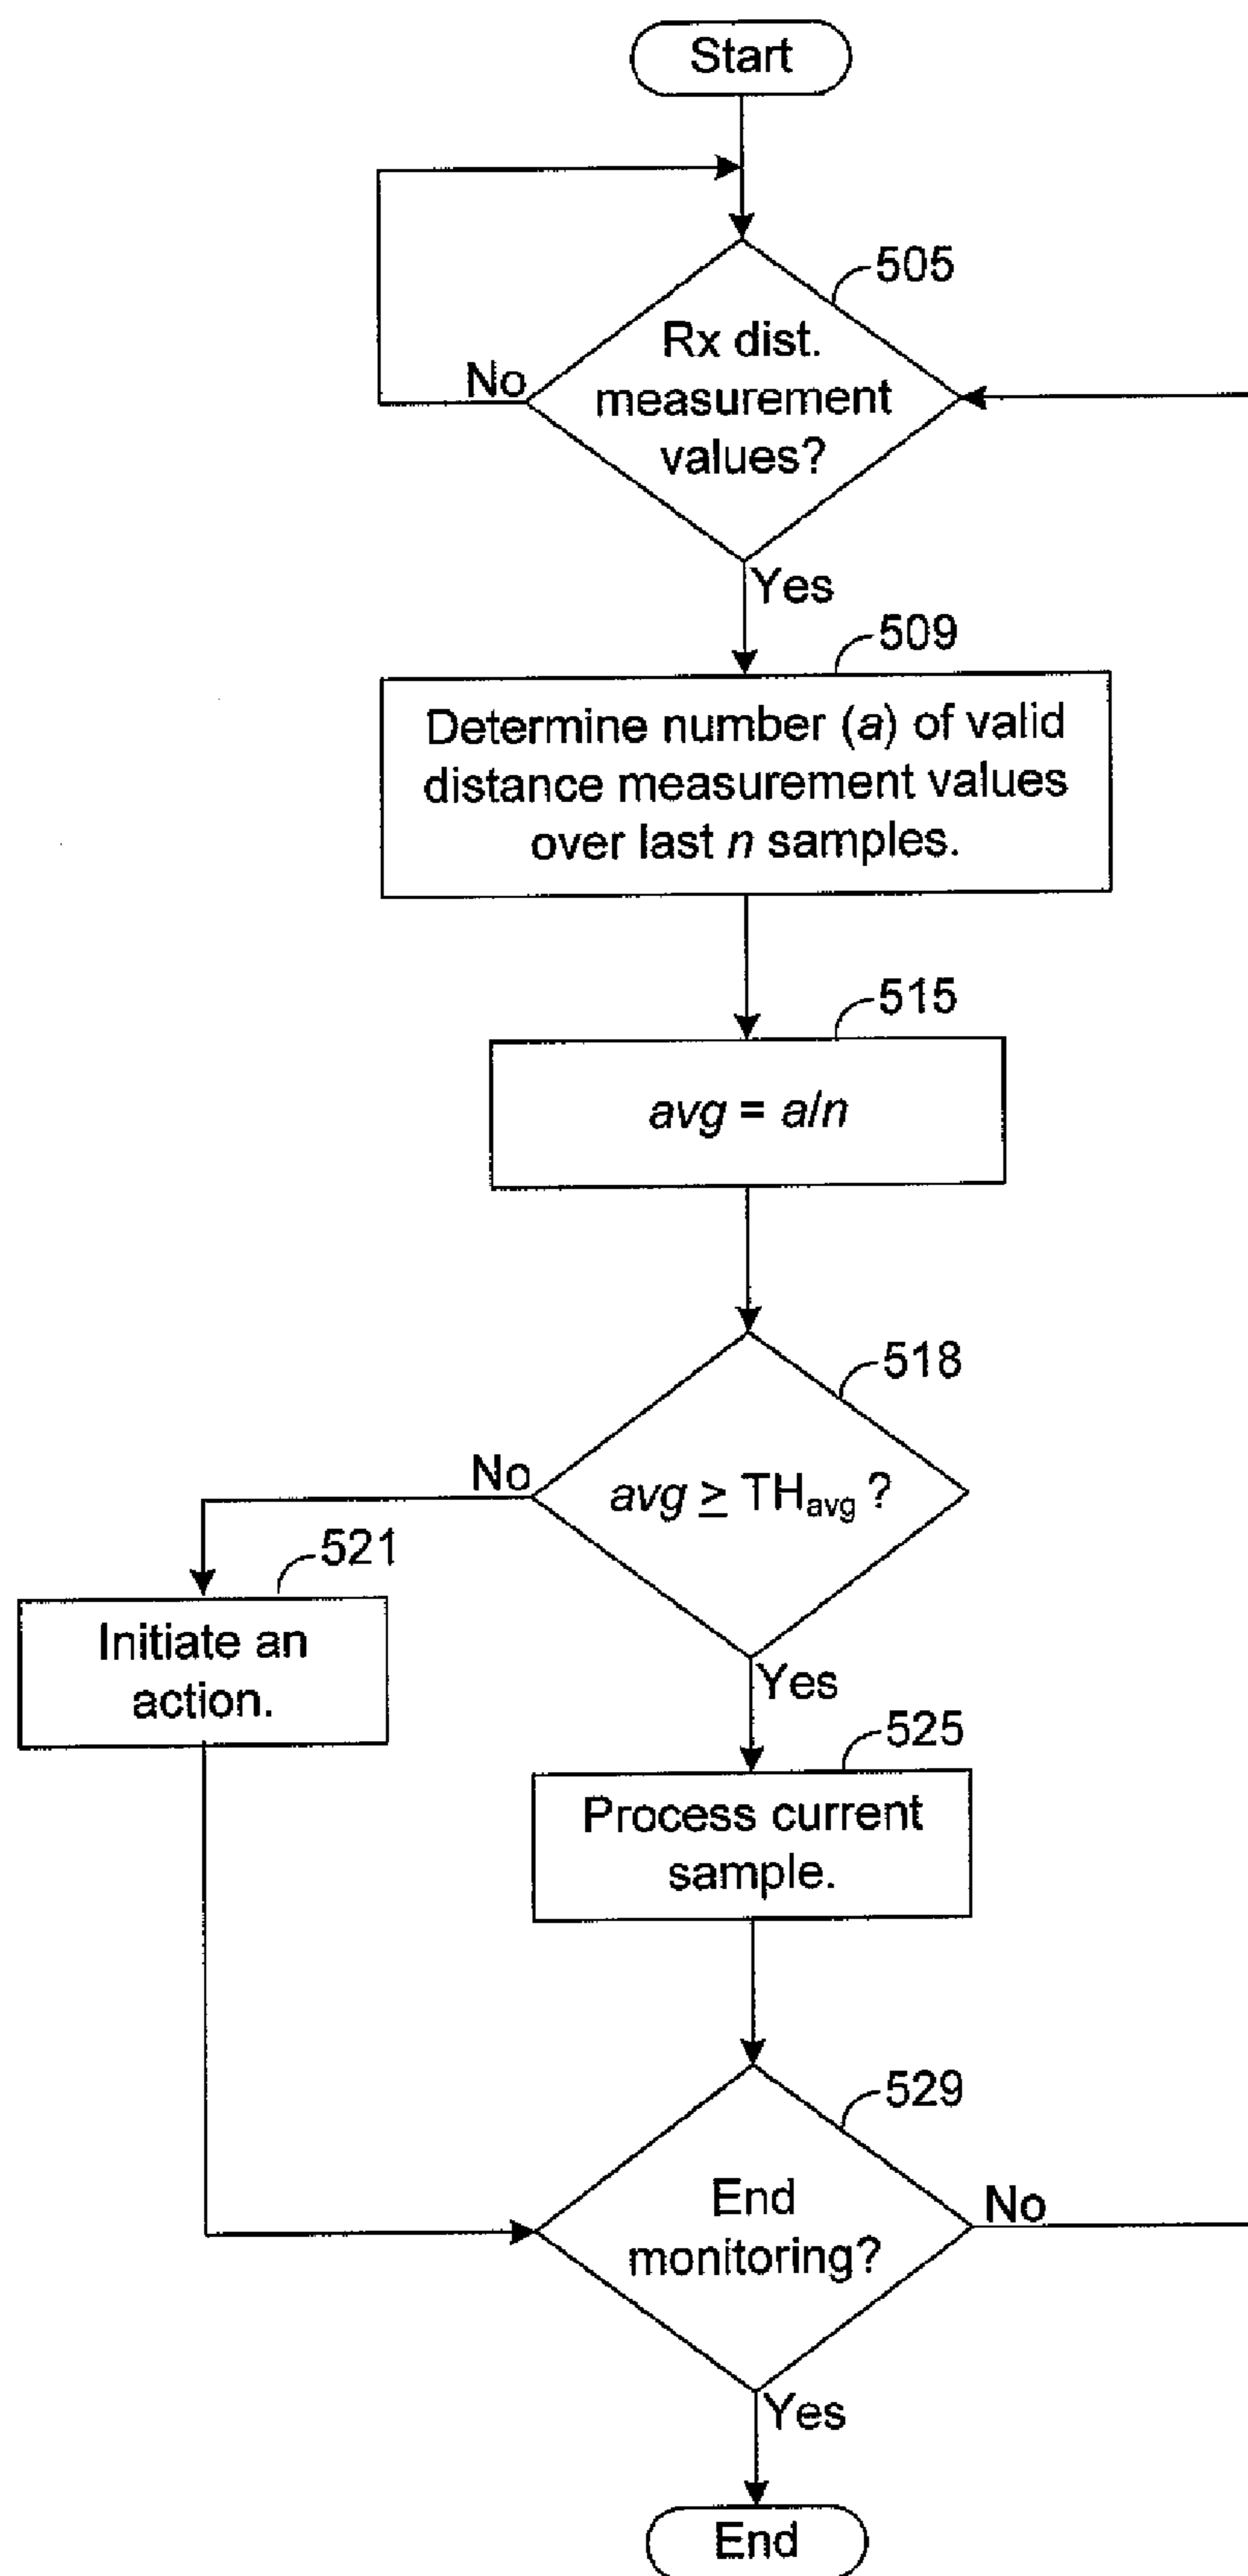 Start
505
Rx dist.
measurement
values?
No
Yes
509
Determine number (a) of valid
distance measurement values
over last n samples.
515
avg = a/n
518
avg ≥ THavg ?
No
521
Initiate an
action.
Yes
525
Process current
sample.
529
End
monitoring?
No
Yes
End